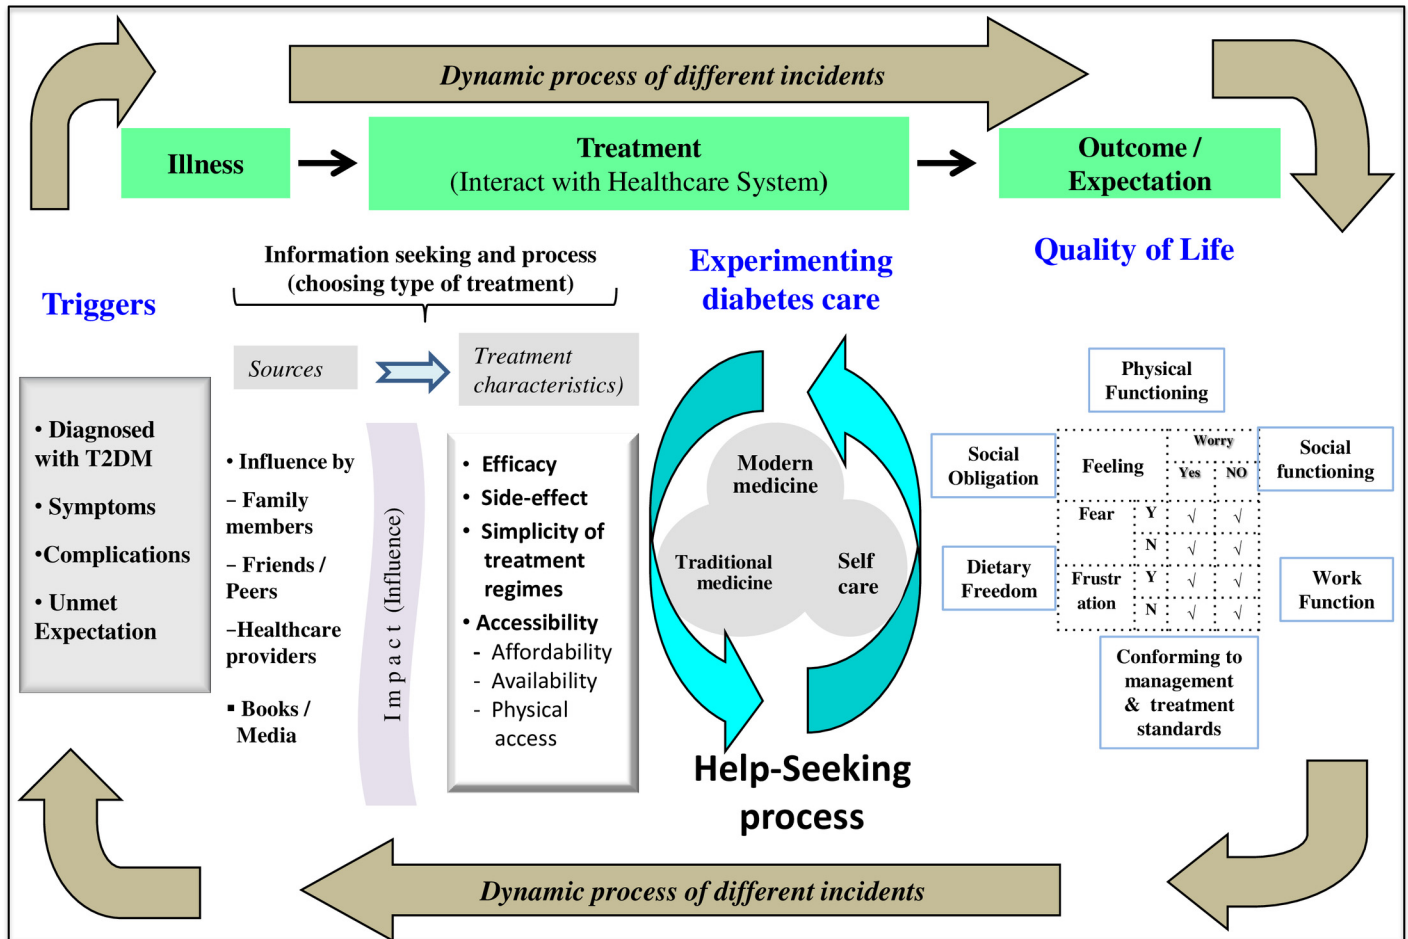 Dynamic process of different incidents
Illness
Treatment
(Interact with Healthcare System)
Outcome /
Expectation
Triggers
Information seeking and process
(choosing type of treatment)
Experimenting
diabetes care
Quality of Life
Sources
Treatment
characteristics)
• Diagnosed
with T2DM
• Symptoms
•Complications
• Unmet
Expectation
• Influence by
– Family
members
– Friends /
Peers
–Healthcare
providers
▪ Books /
Media
Impact (Influence)
• Efficacy
• Side-effect
• Simplicity of
treatment
regimes
• Accessibility
- Affordability
- Availability
- Physical
access
Modern
medicine
Traditional
medicine
Self
care
Help-Seeking
process
Physical
Functioning
Social
Obligation
Social
functioning
Dietary
Freedom
Work
Function
Feeling
Worry
Yes NO
Fear Y √ √
N √ √
Frustr
ation
Y √ √
N √ √
Conforming to
management
& treatment
standards
Dynamic process of different incidents